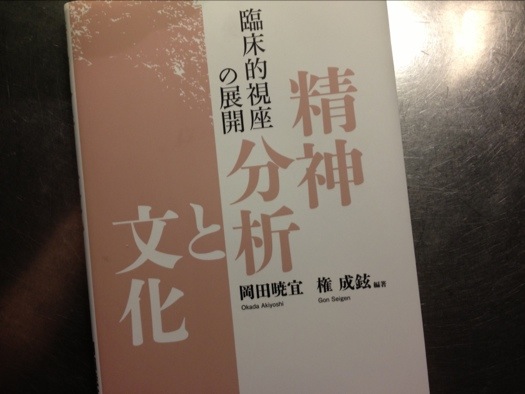 臨床的視座
の展開
精神
分析
と
文化
岡田暁宜 権 成鉉 編著
Okada Akiyoshi Gon Seigen